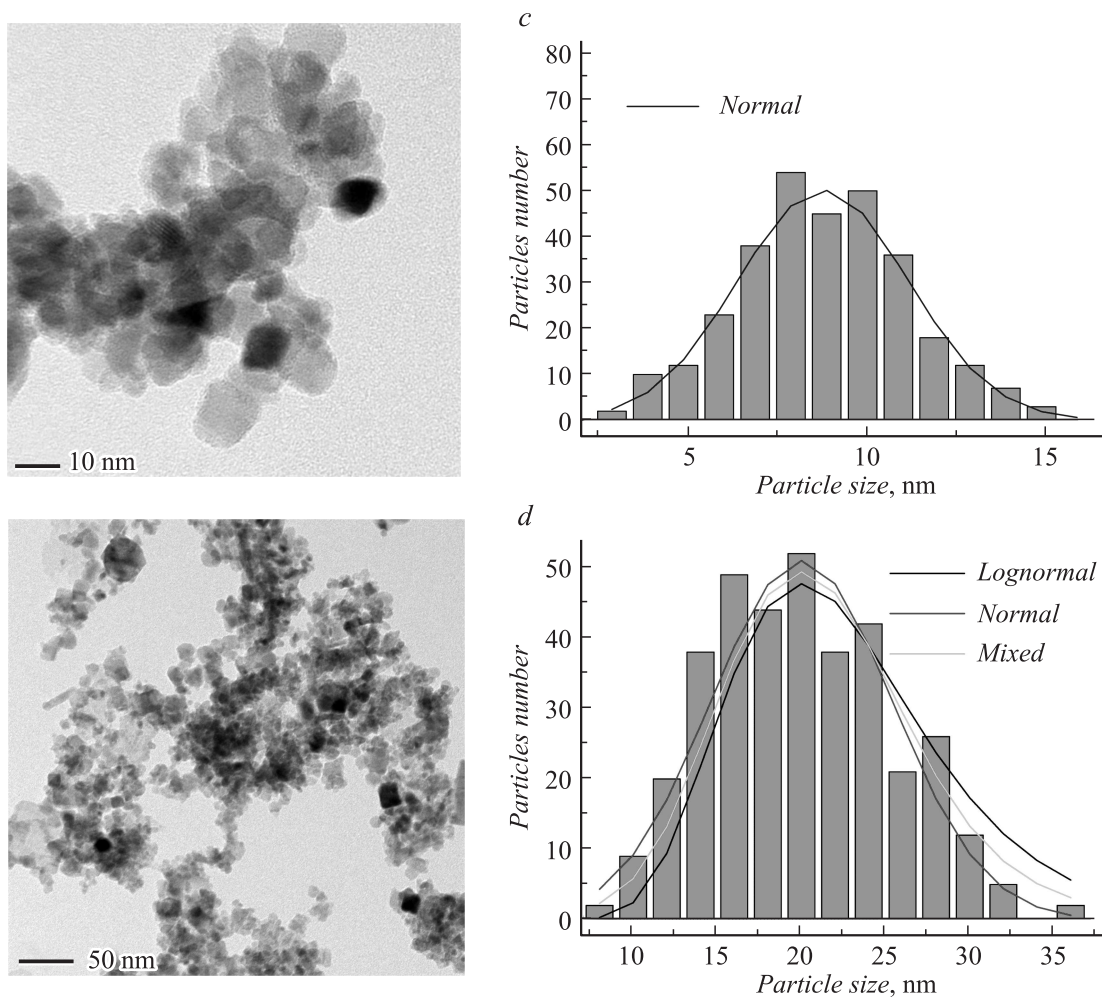 c
80
70
60
50
40
30
20
10
0
Particles number
Normal
5 10 15
Particle size, nm
10 nm
d
50
40
30
20
10
0
Particles number
Lognormal
Normal
Mixed
10 15 20 25 30 35
Particle size, nm
50 nm